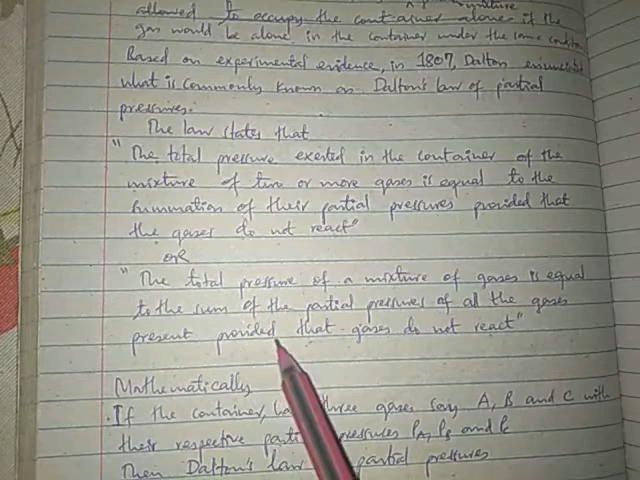 mixture
allowed to occupy the container alone if the
gas would be alone in the container under the same condition
Based on experimental evidence, in 1807, Dalton
what is commonly known as Dalton's law of partial
pressures.
The law states that
"The total pressure exerted in the container of the
mixture of two or more gases is equal to the
summation of their partial pressures provided that
the gases do not react"
OR
"The total pressure of a mixture of gases is equal
to the sum of the partial pressures of all the gases
present provided that gases do not react"
Mathematically
If the container, three gases say A, B and C with
their respective pressures PA, PB and PC
Then Dalton's law partial pressures